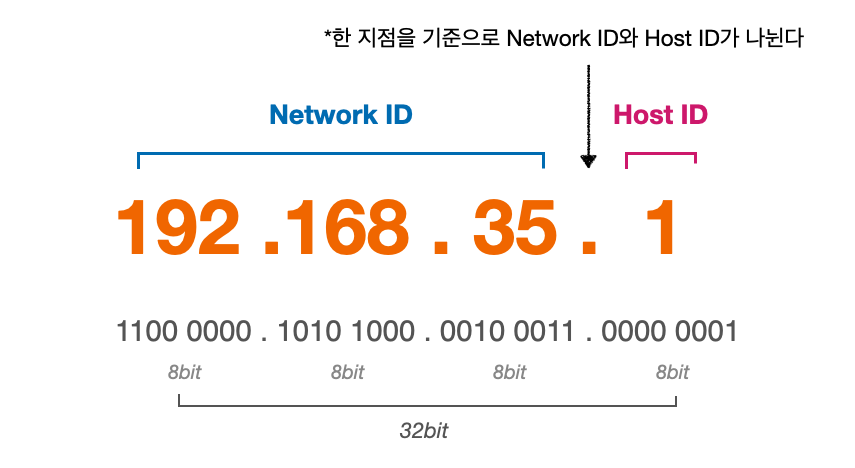 *한 지점을 기준으로 Network ID와 Host ID가 나뉜다
Network ID Host ID
192 .168 . 35 . 1
1100 0000 . 1010 1000 . 0010 0011 . 0000 0001
8bit 8bit 8bit 8bit
32bit